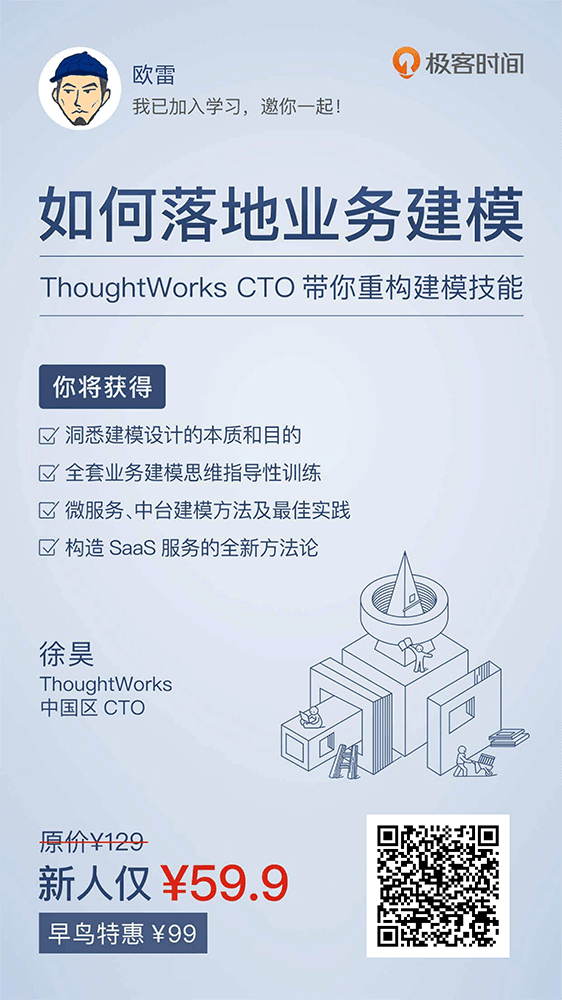 欧雷
极客时间
我已加入学习，邀你一起！
如何落地业务建模
ThoughtWorks CTO 带你重构建模技能
你将获得
洞悉建模设计的本质和目的
全套业务建模思维指导性训练
微服务、中台建模方法及最佳实践
构造 SaaS 服务的全新方法论
徐昊
ThoughtWorks
中国区 CTO
原价¥129
新人仅 ¥59.9
早鸟特惠 ¥99